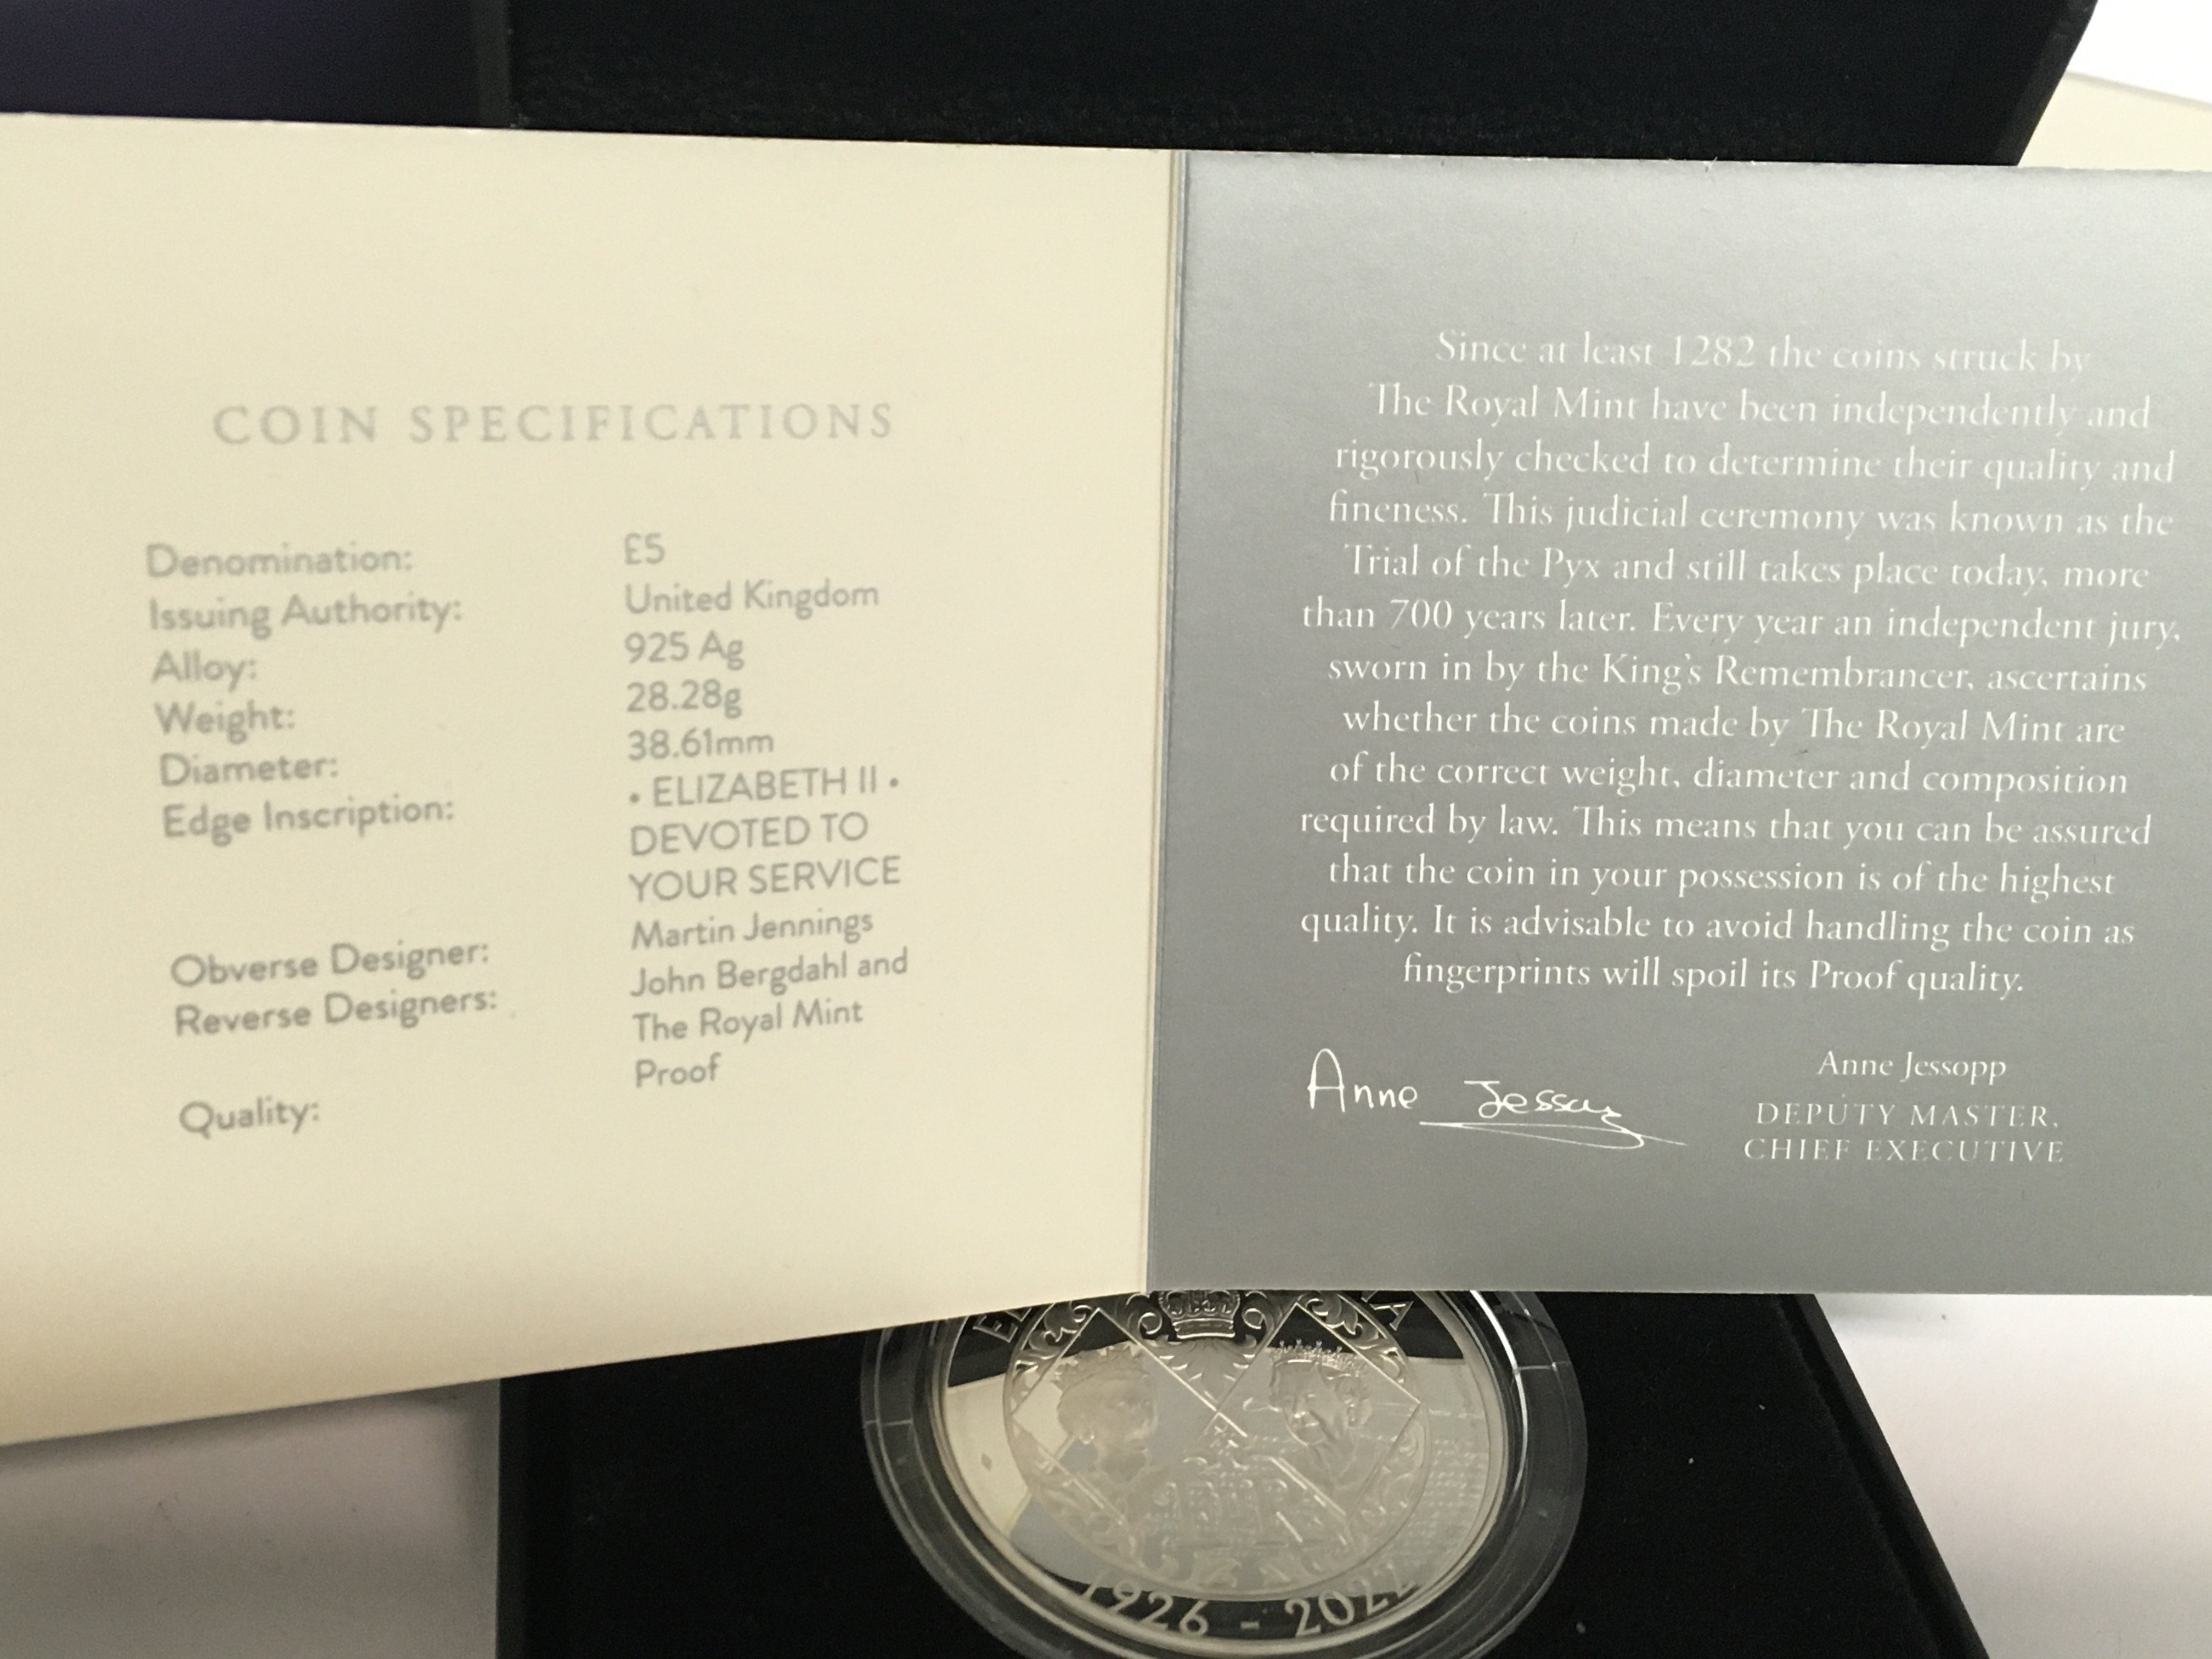 COIN SPECIFICATIONS
Denomination: £5
Issuing Authority: United Kingdom
Alloy: 925 Ag
Weight: 28.28g
Diameter: 38.61mm
Edge Inscription: • ELIZABETH II •
DEVOTED TO
YOUR SERVICE
Obverse Designer: Martin Jennings
Reverse Designers: John Bergdahl and
The Royal Mint
Quality: Proof
Since at least 1282 the coins struck by
The Royal Mint have been independently and
rigorously checked to determine their quality and
fineness. This judicial ceremony was known as the
Trial of the Pyx and still takes place today, more
than 700 years later. Every year an independent jury,
sworn in by the King's Remembrancer, ascertains
whether the coins made by The Royal Mint are
of the correct weight, diameter and composition
required by law. This means that you can be assured
that the coin in your possession is of the highest
quality. It is advisable to avoid handling the coin as
fingerprints will spoil its Proof quality.
Anne Jessopp
Anne Jessopp
DEPUTY MASTER,
CHIEF EXECUTIVE
1926 - 2022